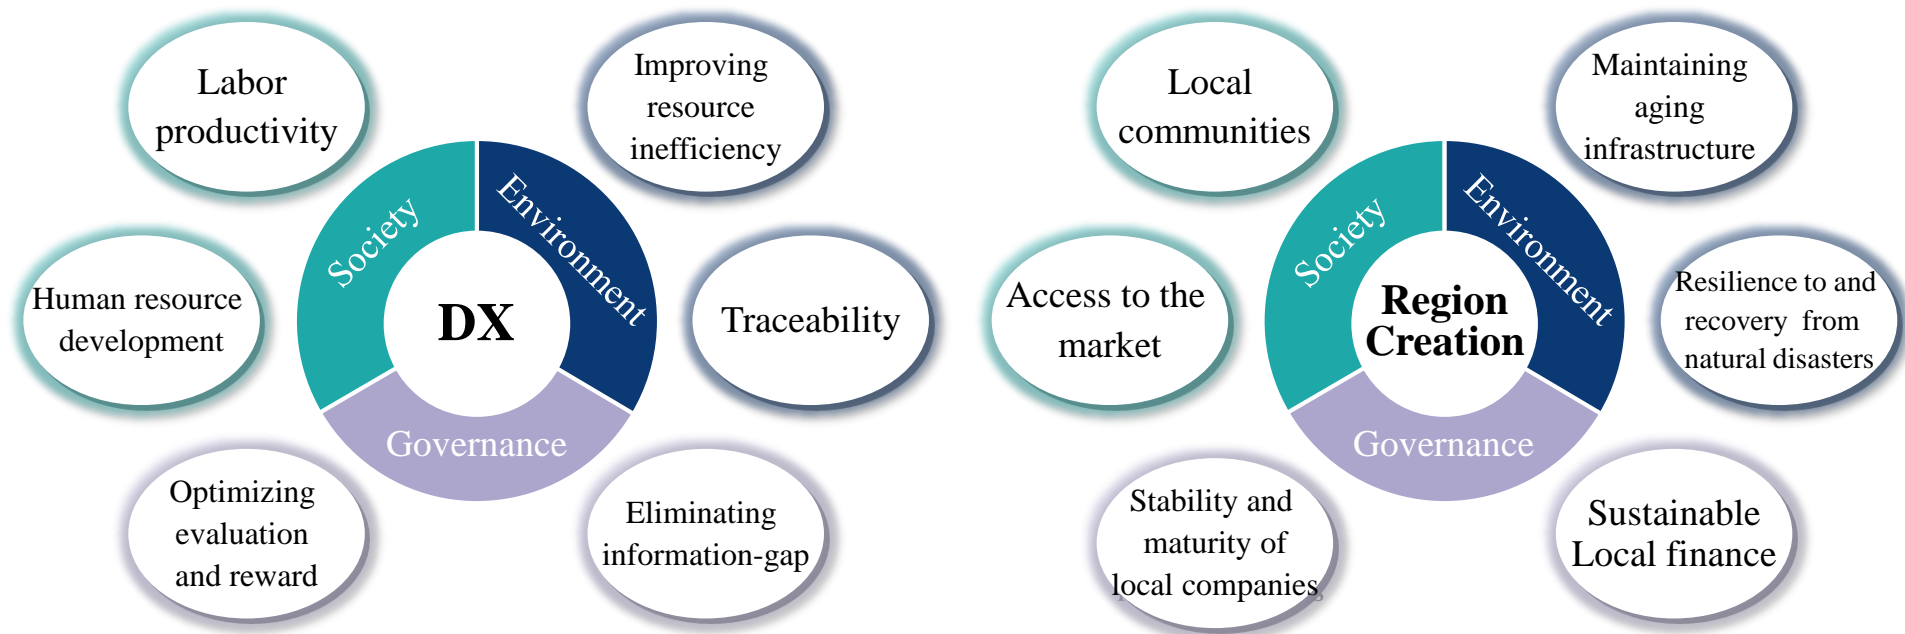 Labor
productivity
Improving
resource
inefficiency
Society
Environment
Human resource
development
DX
Traceability
Governance
Optimizing
evaluation
and reward
Eliminating
information-gap
Local
communities
Maintaining
aging
infrastructure
Society
Environment
Access to the
market
Region
Creation
Resilience to and
recovery from
natural disasters
Governance
Stability and
maturity of
local companies
Sustainable
Local finance